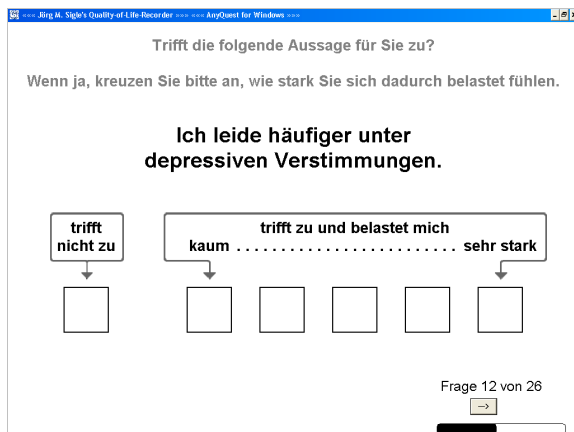 ««« Jörg M. Sigle's Quality-of-Life-Recorder »»» ««« AnyQuest for Windows »»»
Trifft die folgende Aussage für Sie zu?
Wenn ja, kreuzen Sie bitte an, wie stark Sie sich dadurch belastet fühlen.
Ich leide häufiger unter
depressiven Verstimmungen.
trifft
nicht zu
trifft zu und belastet mich
kaum . . . . . . . . . . . . . . . . . . . . . . . . . . sehr stark
Frage 12 von 26
-->